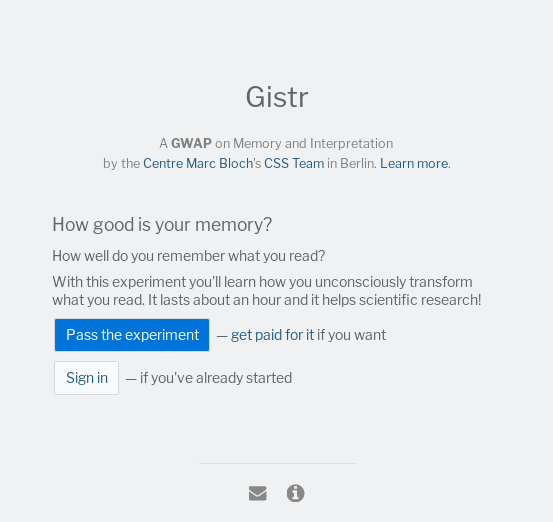 Gistr
A GWAP on Memory and Interpretation
by the Centre Marc Bloch's CSS Team in Berlin. Learn more.
How good is your memory?
How well do you remember what you read?
With this experiment you'll learn how you unconsciously transform
what you read. It lasts about an hour and it helps scientific research!
Pass the experiment — get paid for it if you want
Sign in — if you've already started